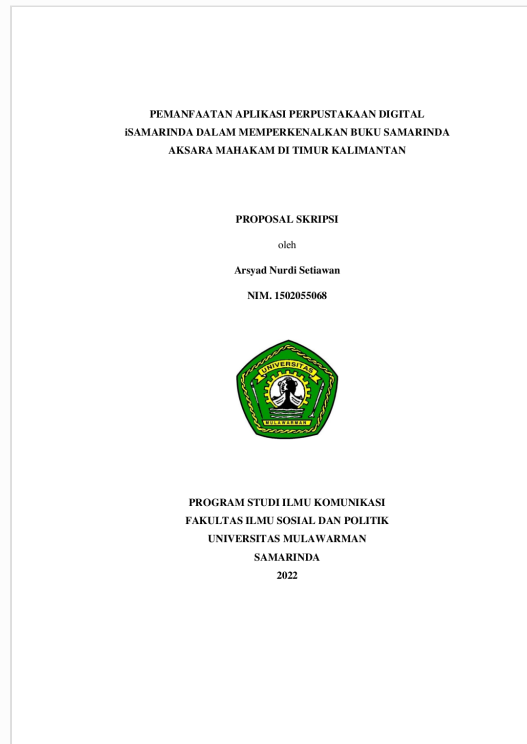 PEMANFAATAN APLIKASI PERPUSTAKAAN DIGITAL
iSAMARINDA DALAM MEMPERKENALKAN BUKU SAMARINDA
AKSARA MAHAKAM DI TIMUR KALIMANTAN
PROPOSAL SKRIPSI
oleh
Arsyad Nurdi Setiawan
NIM. 1502055068
UNIVERSITAS
MULAWARMAN
PROGRAM STUDI ILMU KOMUNIKASI
FAKULTAS ILMU SOSIAL DAN POLITIK
UNIVERSITAS MULAWARMAN
SAMARINDA
2022